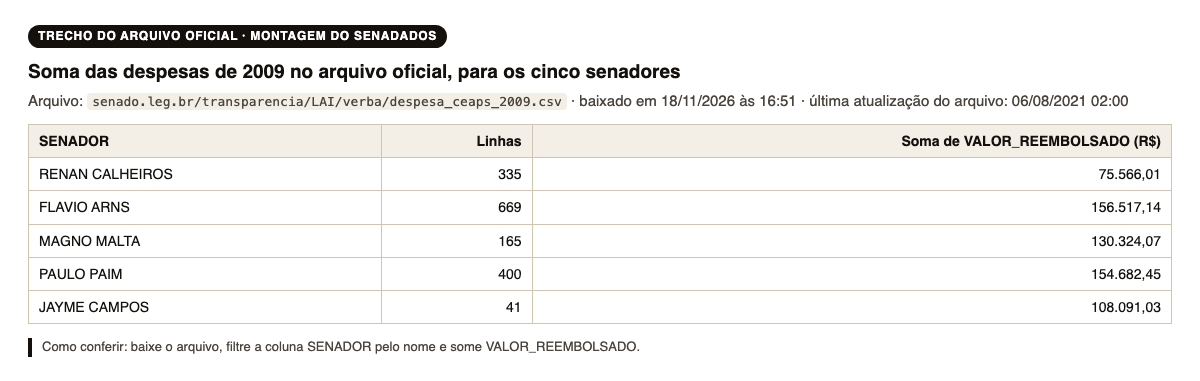 TRECHO DO ARQUIVO OFICIAL · MONTAGEM DO SENADADOS
Soma das despesas de 2009 no arquivo oficial, para os cinco senadores
Arquivo: senado.leg.br/transparencia/LAI/verba/despesa_ceaps_2009.csv · baixado em 18/11/2026 às 16:51 · última atualização do arquivo: 06/08/2021 02:00
SENADOR Linhas Soma de VALOR_REEMBOLSADO (R$)
RENAN CALHEIROS 335 75.566,01
FLAVIO ARNS 669 156.517,14
MAGNO MALTA 165 130.324,07
PAULO PAIM 400 154.682,45
JAYME CAMPOS 41 108.091,03
Como conferir: baixe o arquivo, filtre a coluna SENADOR pelo nome e some VALOR_REEMBOLSADO.